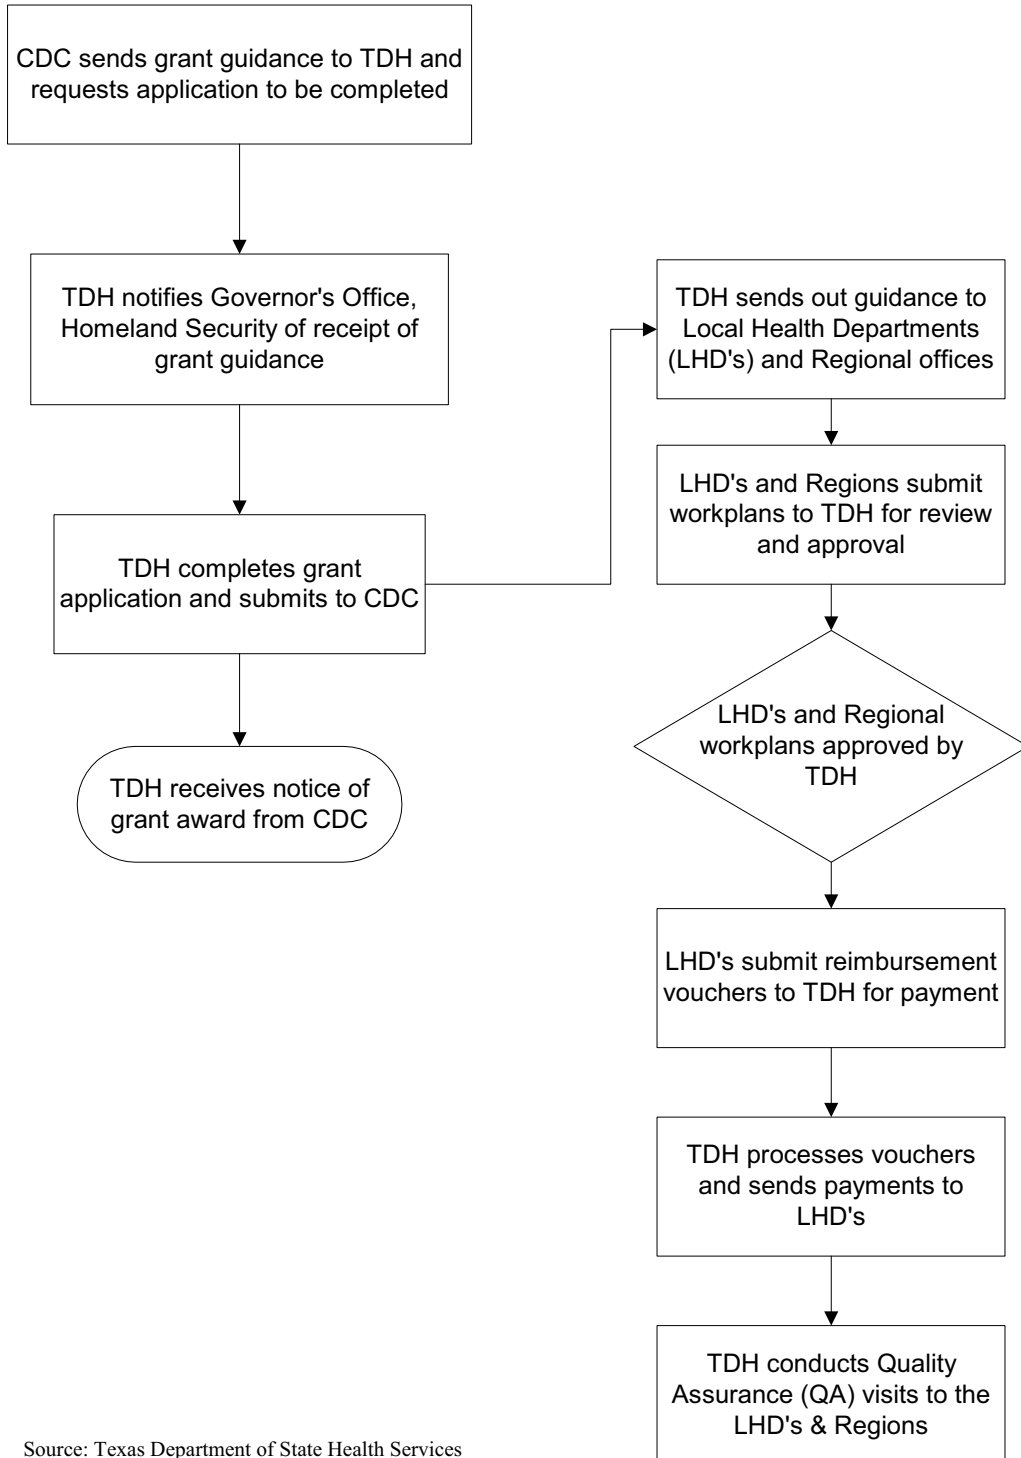 CDC sends grant guidance to TDH and
requests application to be completed
TDH notifies Governor's Office,
Homeland Security of receipt of
grant guidance
TDH completes grant
application and submits to CDC
TDH receives notice of
grant award from CDC
TDH sends out guidance to
Local Health Departments
(LHD's) and Regional offices
LHD's and Regions submit
workplans to TDH for review
and approval
LHD's and Regional
workplans approved by
TDH
LHD's submit reimbursement
vouchers to TDH for payment
TDH processes vouchers
and sends payments to
LHD's
TDH conducts Quality
Assurance (QA) visits to the
LHD's & Regions
Source: Texas Department of State Health Services